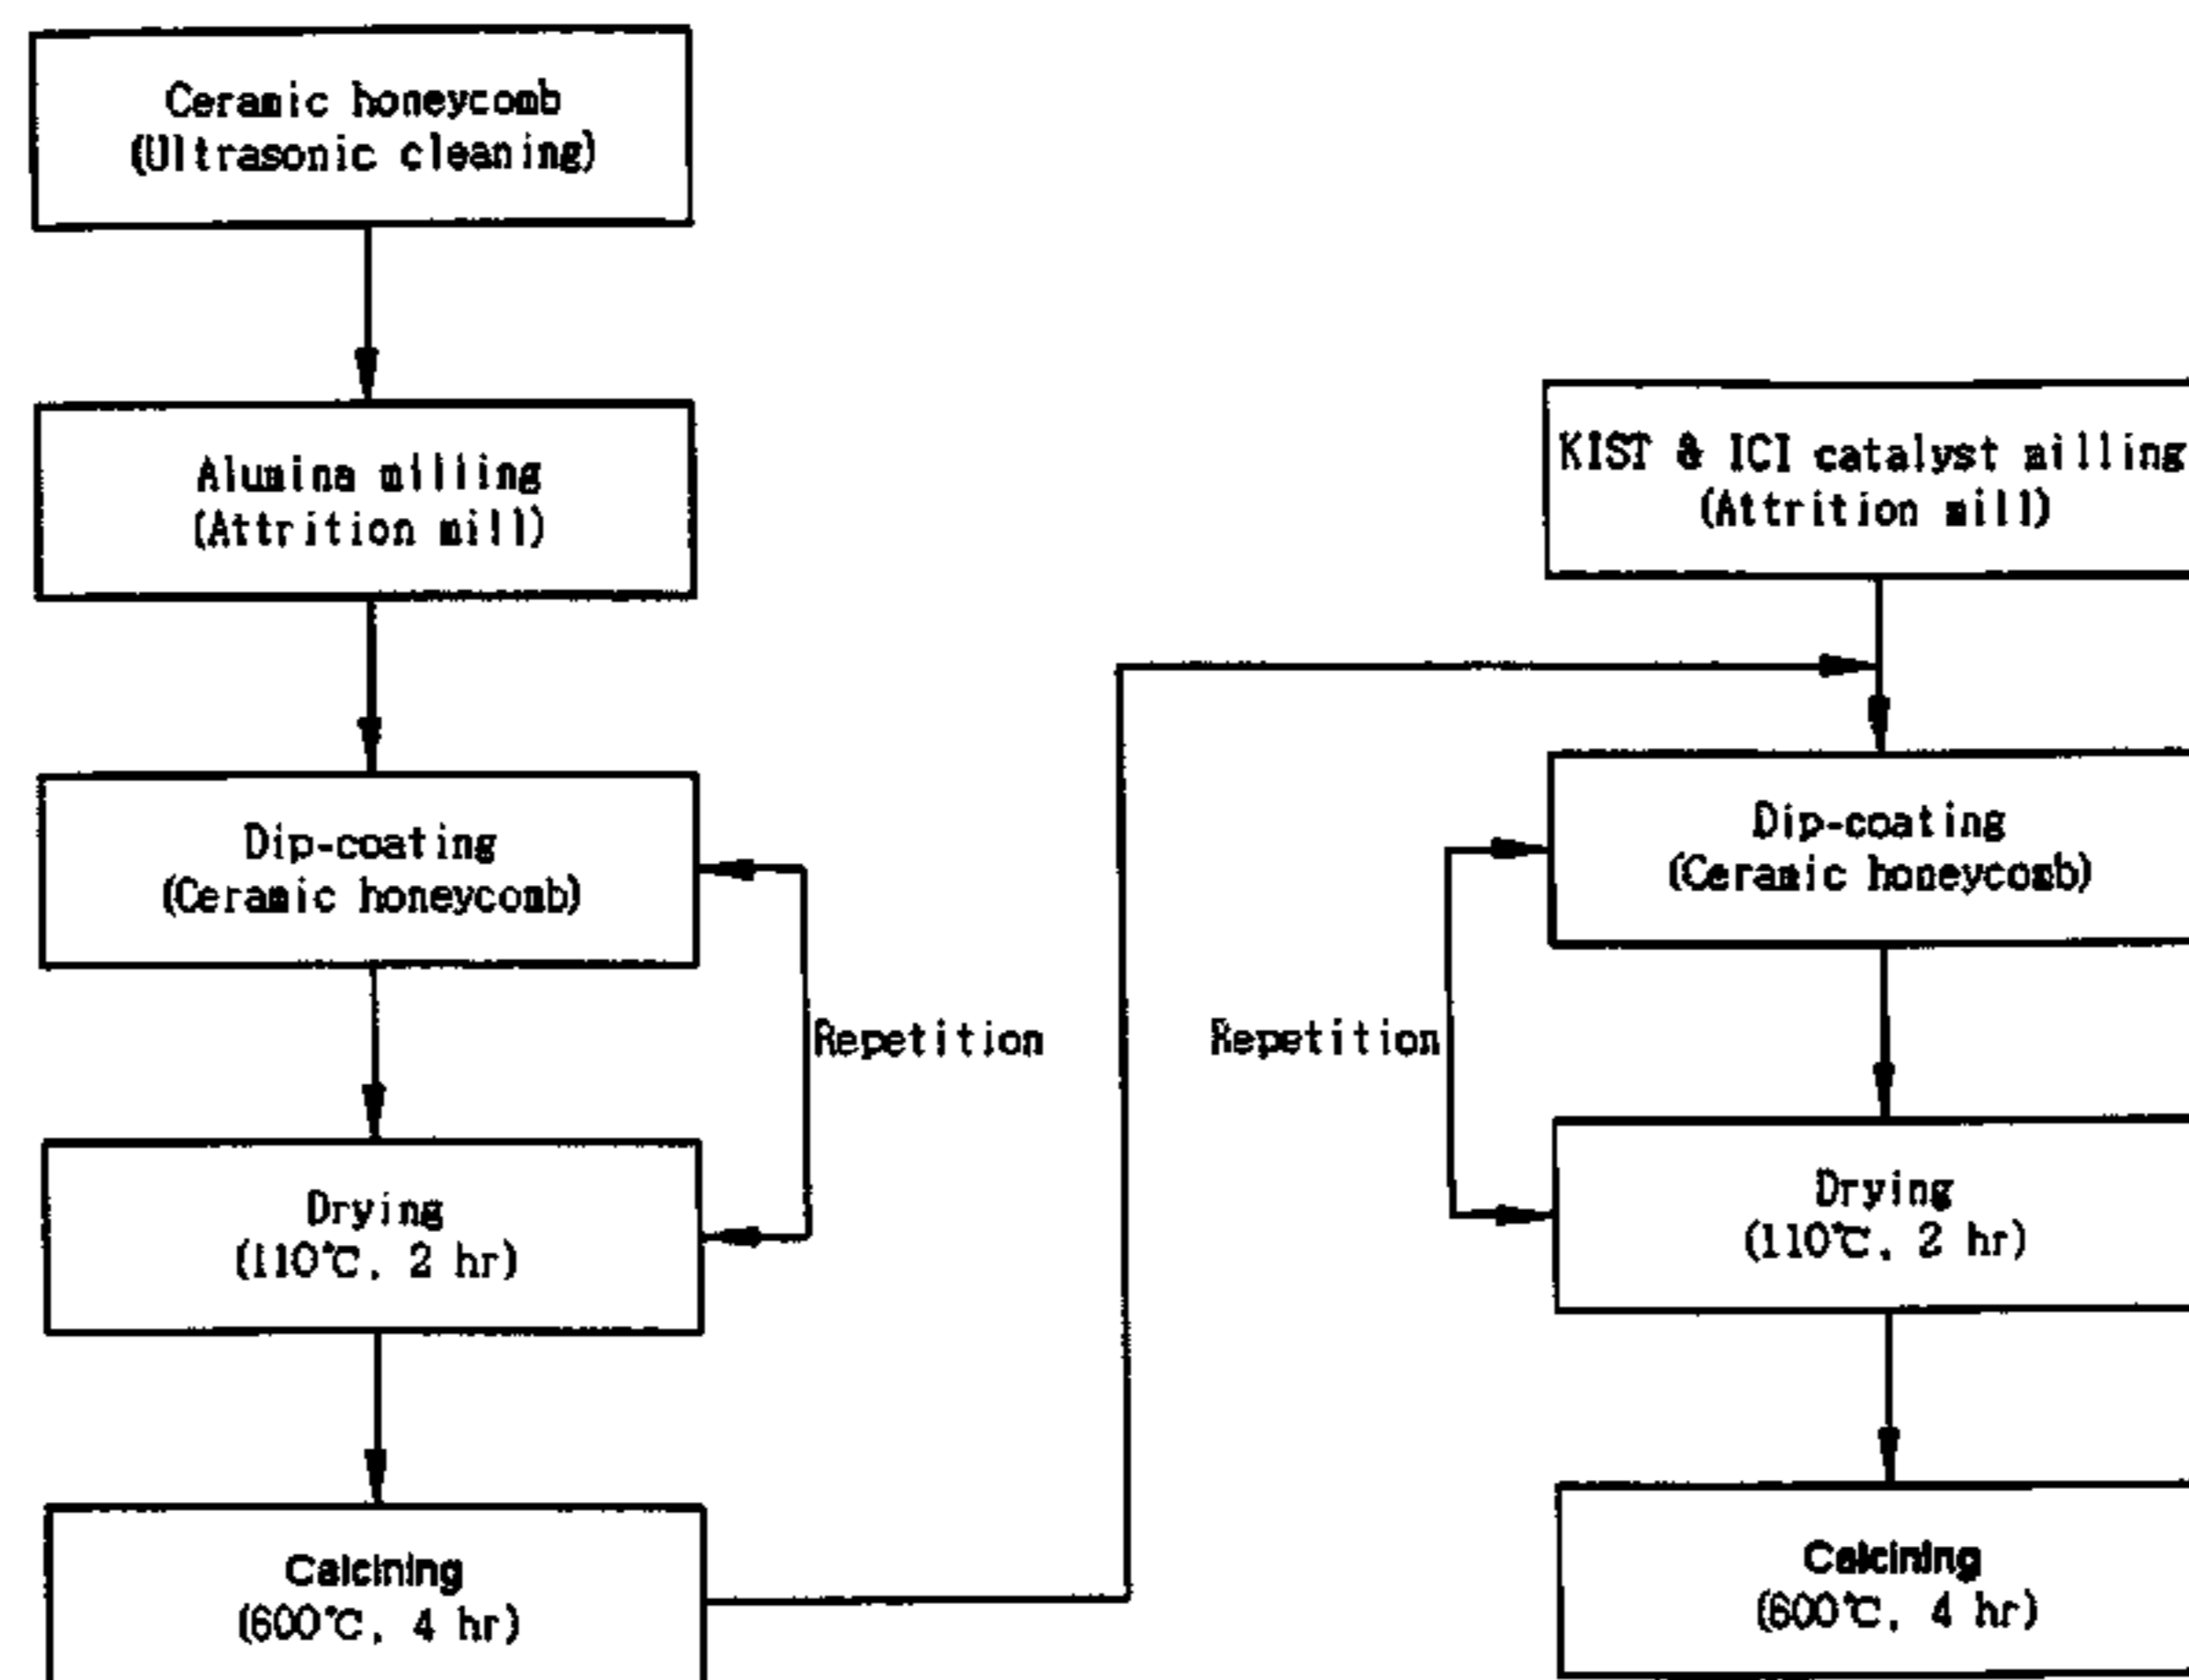 Ceramic honeycomb
(Ultrasonic cleaning)
Alumina milling
(Attrition mill)
Dip-coating
(Ceramic honeycomb)
Repetition
Drying
(110℃, 2 hr)
Calcining
(600℃, 4 hr)
KIST & ICI catalyst milling
(Attrition mill)
Dip-coating
(Ceramic honeycomb)
Repetition
Drying
(110℃, 2 hr)
Calcining
(600℃, 4 hr)